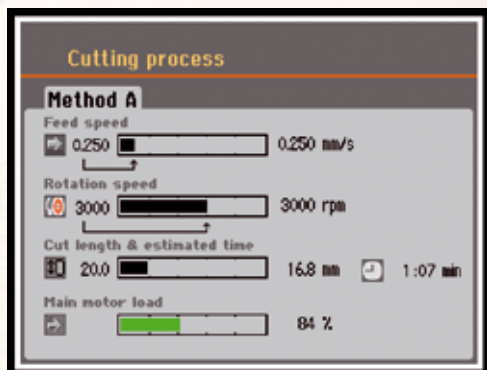 Cutting process
Method A
Feed speed
0.250 0.250 mm/s
Rotation speed
3000 3000 rpm
Cut length & estimated time
20.0 16.8 mm 1:07 min
Main motor load
84 %